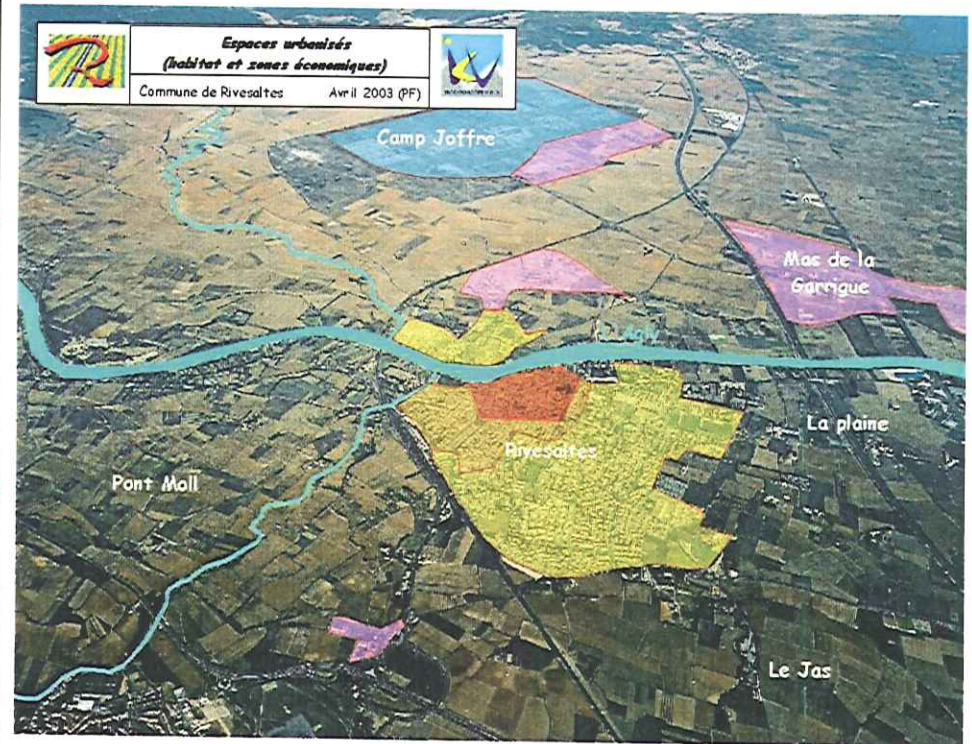 Espaces urbanisés
(habitat et zones économiques)
Commune de Rivesaltes Avril 2003 (PF)
Camp Joffre
Mas de la
Garrigue
Agly
La plaine
Rivesaltes
Pont Moll
Le Jas